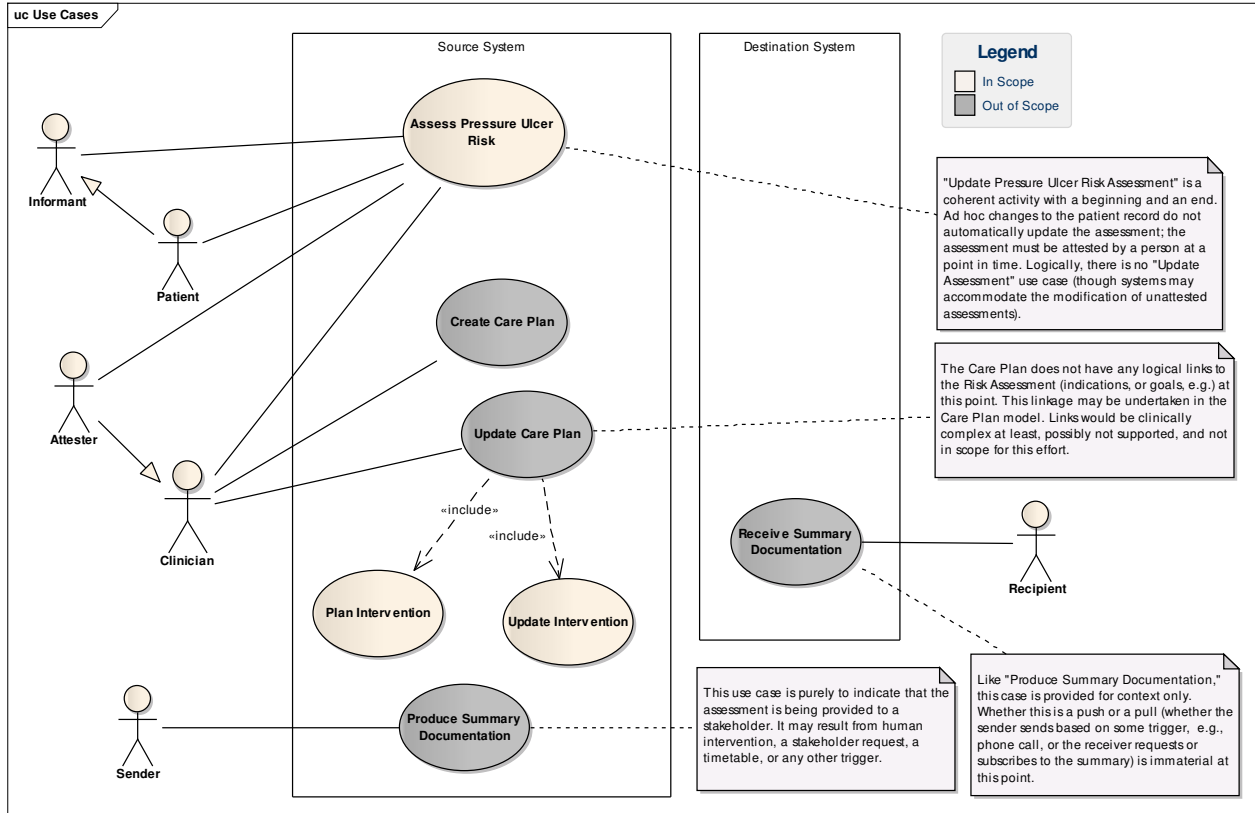 uc Use Cases
Source System
Destination System
Legend
In Scope
Out of Scope
Assess Pressure Ulcer
Risk
Informant
Patient
"Update Pressure Ulcer Risk Assessment" is a
coherent activity with a beginning and an end.
Ad hoc changes to the patient record do not
automatically update the assessment; the
assessment must be attested by a person at a
point in time. Logically, there is no "Update
Assessment" use case (though systems may
accommodate the modification of unattested
assessments).
Create Care Plan
Attester
Update Care Plan
The Care Plan does not have any logical links to
the Risk Assessment (indications, or goals, e.g.) at
this point. This linkage may be undertaken in the
Care Plan model. Links would be clinically
complex at least, possibly not supported, and not
in scope for this effort.
Clinician
«include»
«include»
Receive Summary
Documentation
Recipient
Plan Intervention
Update Intervention
Sender
Produce Summary
Documentation
This use case is purely to indicate that the
assessment is being provided to a
stakeholder. It may result from human
intervention, a stakeholder request, a
timetable, or any other trigger.
Like "Produce Summary Documentation,"
this case is provided for context only.
Whether this is a push or a pull (whether the
sender sends based on some trigger, e.g.,
phone call, or the receiver requests or
subscribes to the summary) is immaterial at
this point.